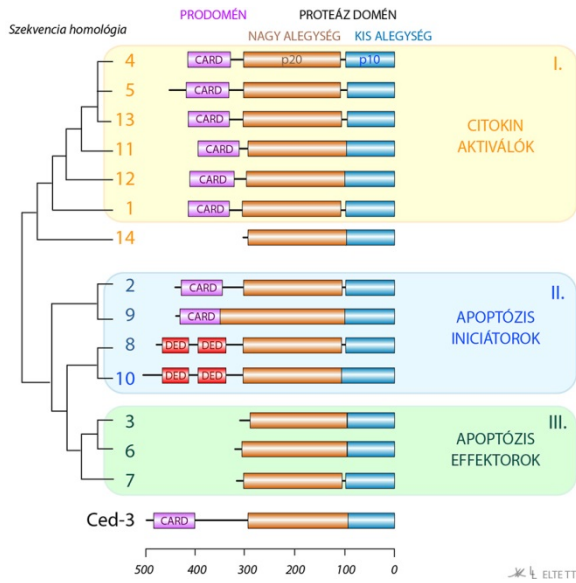 PRODOMÉN
PROTEÁZ DOMÉN
Szekvencia homológia
NAGY ALEGYSÉG
KIS ALEGYSÉG
4
CARD
p20
p10
I.
5
CARD
13
CARD
CITOKIN
AKTIVÁLÓK
11
CARD
12
CARD
1
CARD
14
2
CARD
II.
9
CARD
APOPTÓZIS
INICIÁTOROK
8
DED
DED
10
DED
DED
3
III.
6
APOPTÓZIS
EFFEKTOROK
7
Ced-3
CARD
500
400
300
200
100
0
ELTE TT